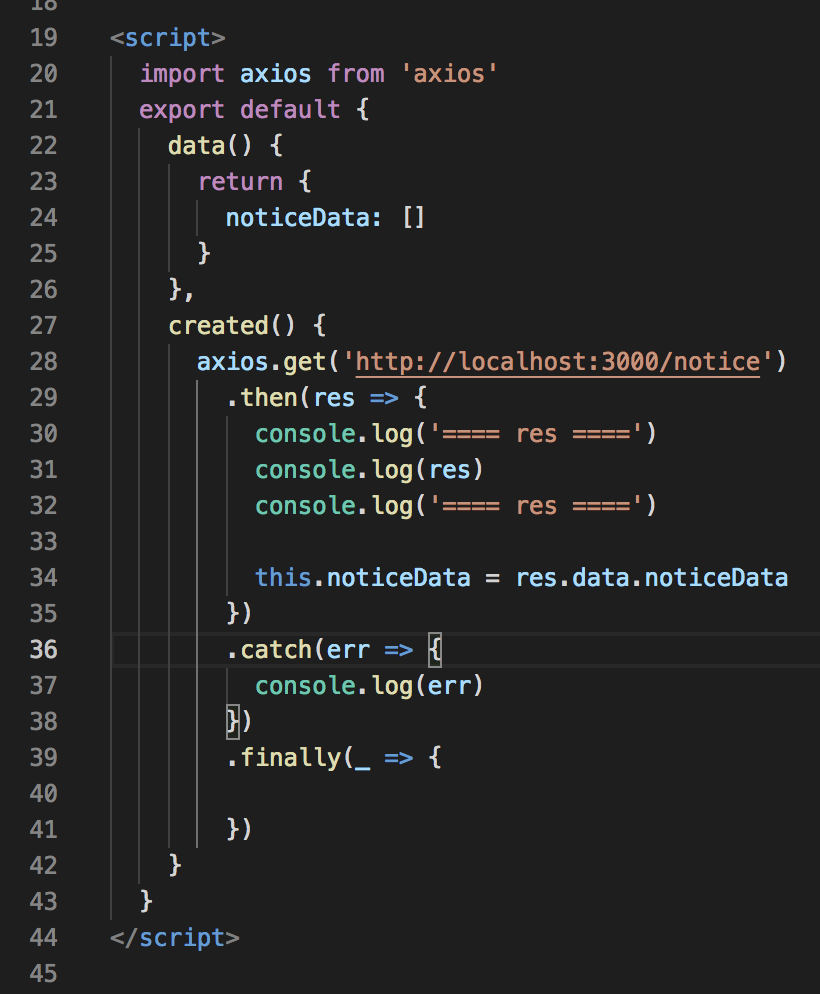 18
19 <script>
20 import axios from 'axios'
21 export default {
22 data() {
23 return {
24 noticeData: []
25 }
26 },
27 created() {
28 axios.get('http://localhost:3000/notice')
29 .then(res => {
30 console.log('==== res ====')
31 console.log(res)
32 console.log('==== res ====')
33
34 this.noticeData = res.data.noticeData
35 })
36 .catch(err => {
37 console.log(err)
38 })
39 .finally(_ => {
40
41 })
42 }
43 }
44 </script>
45